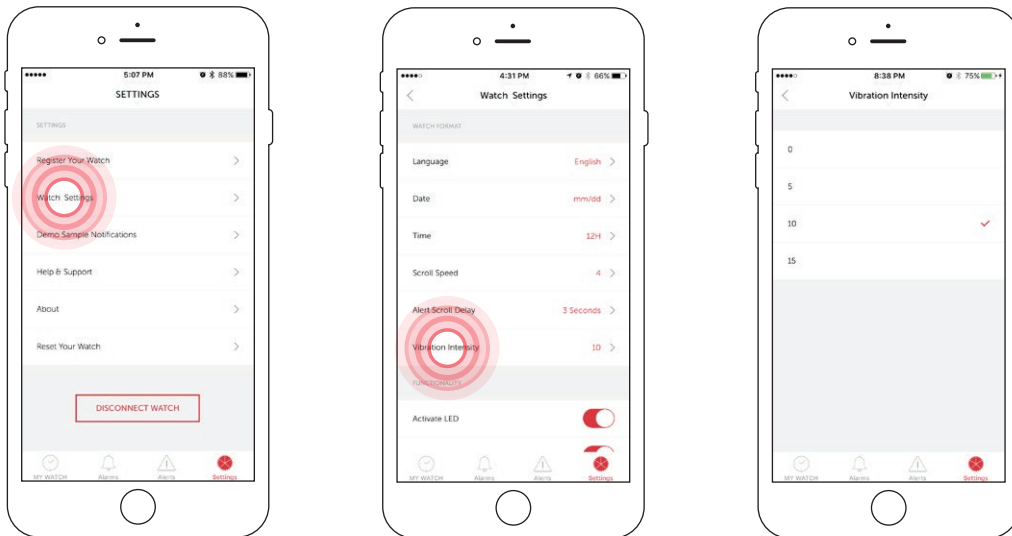 5:07 PM 88%
SETTINGS
SETTINGS
Register Your Watch
Watch Settings
Demo Sample Notifications
Help & Support
About
Reset Your Watch
DISCONNECT WATCH
MY WATCH Alarms Alerts Settings
4:31 PM 66%
Watch Settings
WATCH FORMAT
Language English
Date mm/dd
Time 12H
Scroll Speed 4
Alert Scroll Delay 3 Seconds
Vibration Intensity 10
FUNCTIONALITY
Activate LED
MY WATCH Alarms Alerts Settings
8:38 PM 75%
Vibration Intensity
0
5
10
15
MY WATCH Alarms Alerts Settings